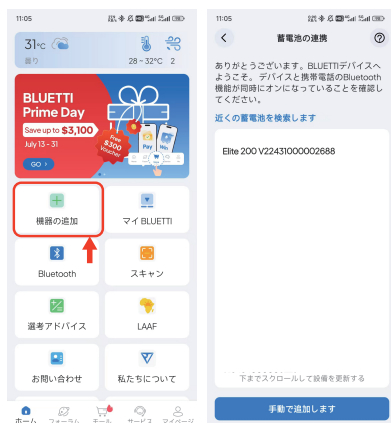 11:05
31°C
曇り
28 ~ 32°C 2
BLUETTI
Prime Day
Save up to $3,100
July 13 - 31
GO ›
Free
$300
Voucher
Pay
Win
機器の追加
マイ BLUETTI
Bluetooth
スキャン
選考アドバイス
LAAF
お問い合わせ
私たちについて
ホーム
フォーラム
モール
サービス
マイページ
11:05
蓄電池の連携
ありがとうございます。BLUETTIデバイスへ
ようこそ。 デバイスと携帯電話のBluetooth
機能が同時にオンになっていることを確認し
てください。
近くの蓄電池を検索します
Elite 200 V22431000002688
下までスクロールして設備を更新する
手動で追加します